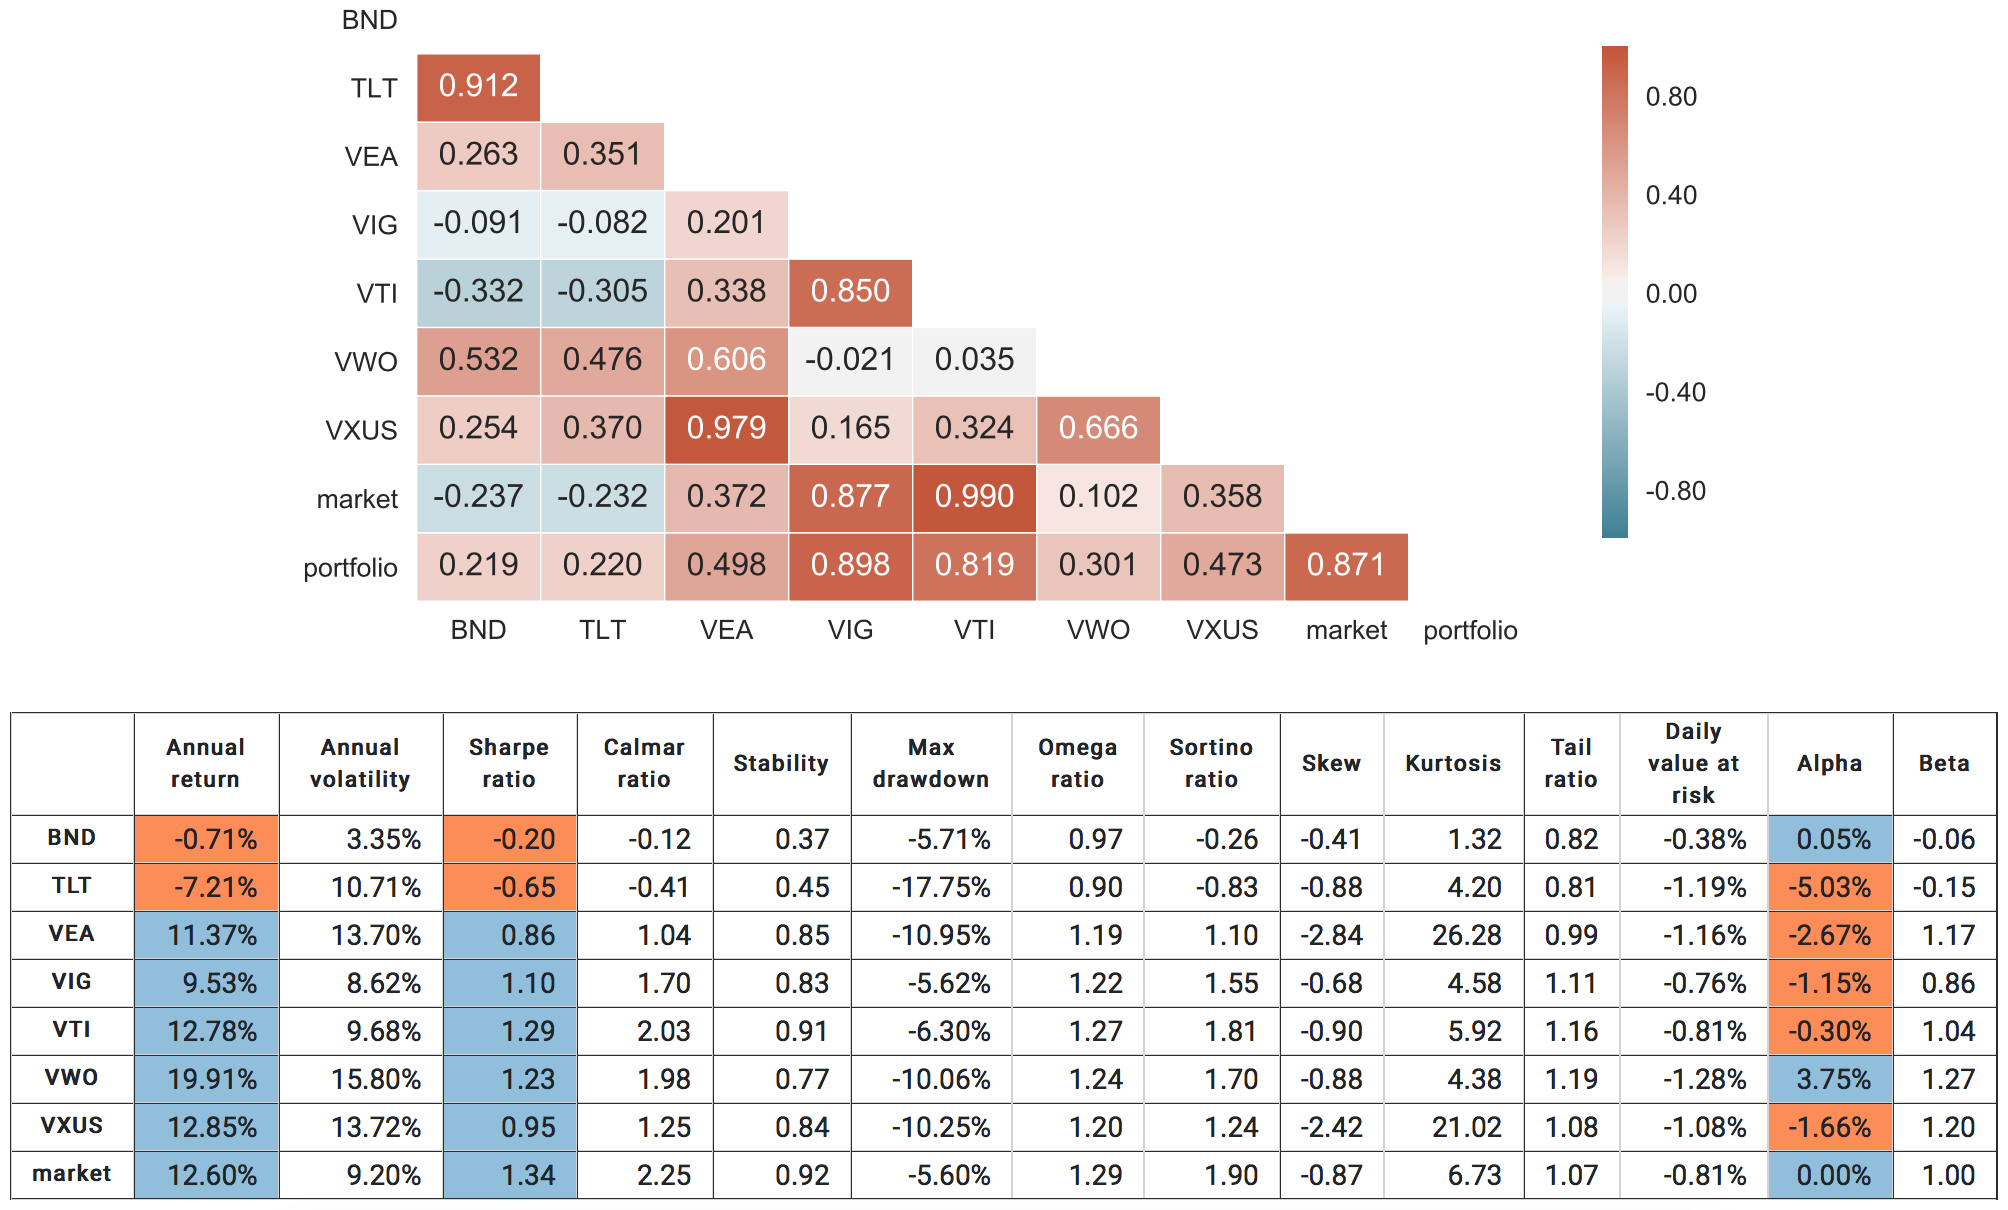 BND
TLT 0.912
VEA 0.263 0.351
VIG -0.091 -0.082 0.201
VTI -0.332 -0.305 0.338 0.850
VWO 0.532 0.476 0.606 -0.021 0.035
VXUS 0.254 0.370 0.979 0.165 0.324 0.666
market -0.237 -0.232 0.372 0.877 0.990 0.102 0.358
portfolio 0.219 0.220 0.498 0.898 0.819 0.301 0.473 0.871
BND TLT VEA VIG VTI VWO VXUS market portfolio
0.80
0.40
0.00
-0.40
-0.80
Annual return Annual volatility Sharpe ratio Calmar ratio Stability Max drawdown Omega ratio Sortino ratio Skew Kurtosis Tail ratio Daily value at risk Alpha Beta
BND -0.71% 3.35% -0.20 -0.12 0.37 -5.71% 0.97 -0.26 -0.41 1.32 0.82 -0.38% 0.05% -0.06
TLT -7.21% 10.71% -0.65 -0.41 0.45 -17.75% 0.90 -0.83 -0.88 4.20 0.81 -1.19% -5.03% -0.15
VEA 11.37% 13.70% 0.86 1.04 0.85 -10.95% 1.19 1.10 -2.84 26.28 0.99 -1.16% -2.67% 1.17
VIG 9.53% 8.62% 1.10 1.70 0.83 -5.62% 1.22 1.55 -0.68 4.58 1.11 -0.76% -1.15% 0.86
VTI 12.78% 9.68% 1.29 2.03 0.91 -6.30% 1.27 1.81 -0.90 5.92 1.16 -0.81% -0.30% 1.04
VWO 19.91% 15.80% 1.23 1.98 0.77 -10.06% 1.24 1.70 -0.88 4.38 1.19 -1.28% 3.75% 1.27
VXUS 12.85% 13.72% 0.95 1.25 0.84 -10.25% 1.20 1.24 -2.42 21.02 1.08 -1.08% -1.66% 1.20
market 12.60% 9.20% 1.34 2.25 0.92 -5.60% 1.29 1.90 -0.87 6.73 1.07 -0.81% 0.00% 1.00